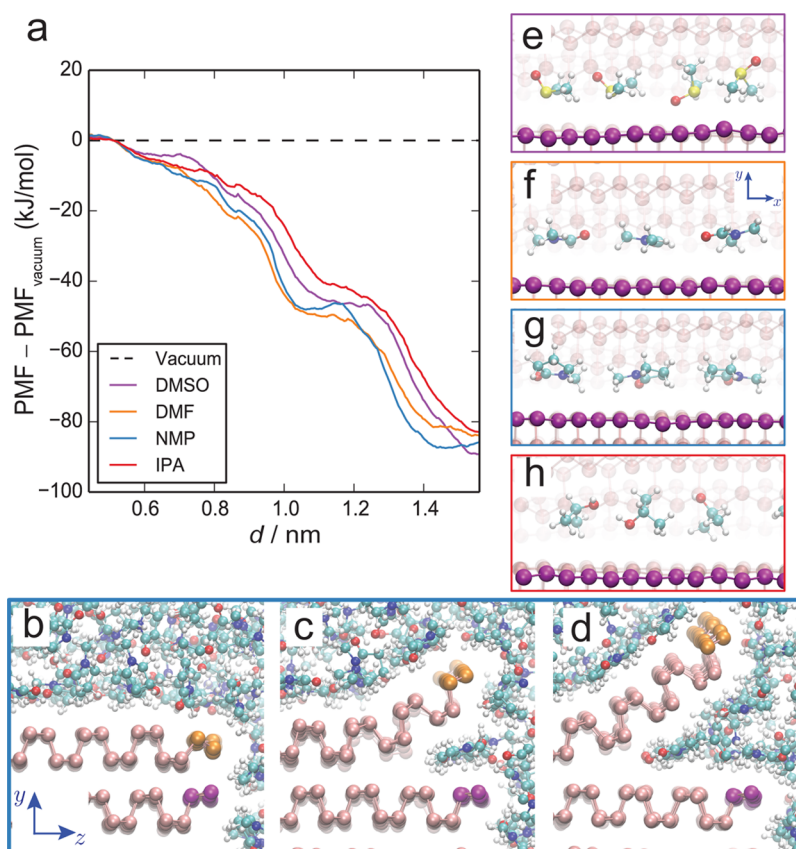 a
PMF − PMFvacuum (kJ/mol)
20
0
−20
−40
−60
−80
−100
0.6 0.8 1.0 1.2 1.4
d / nm
Vacuum
DMSO
DMF
NMP
IPA
e
f
y
x
g
h
b
y
z
c
d